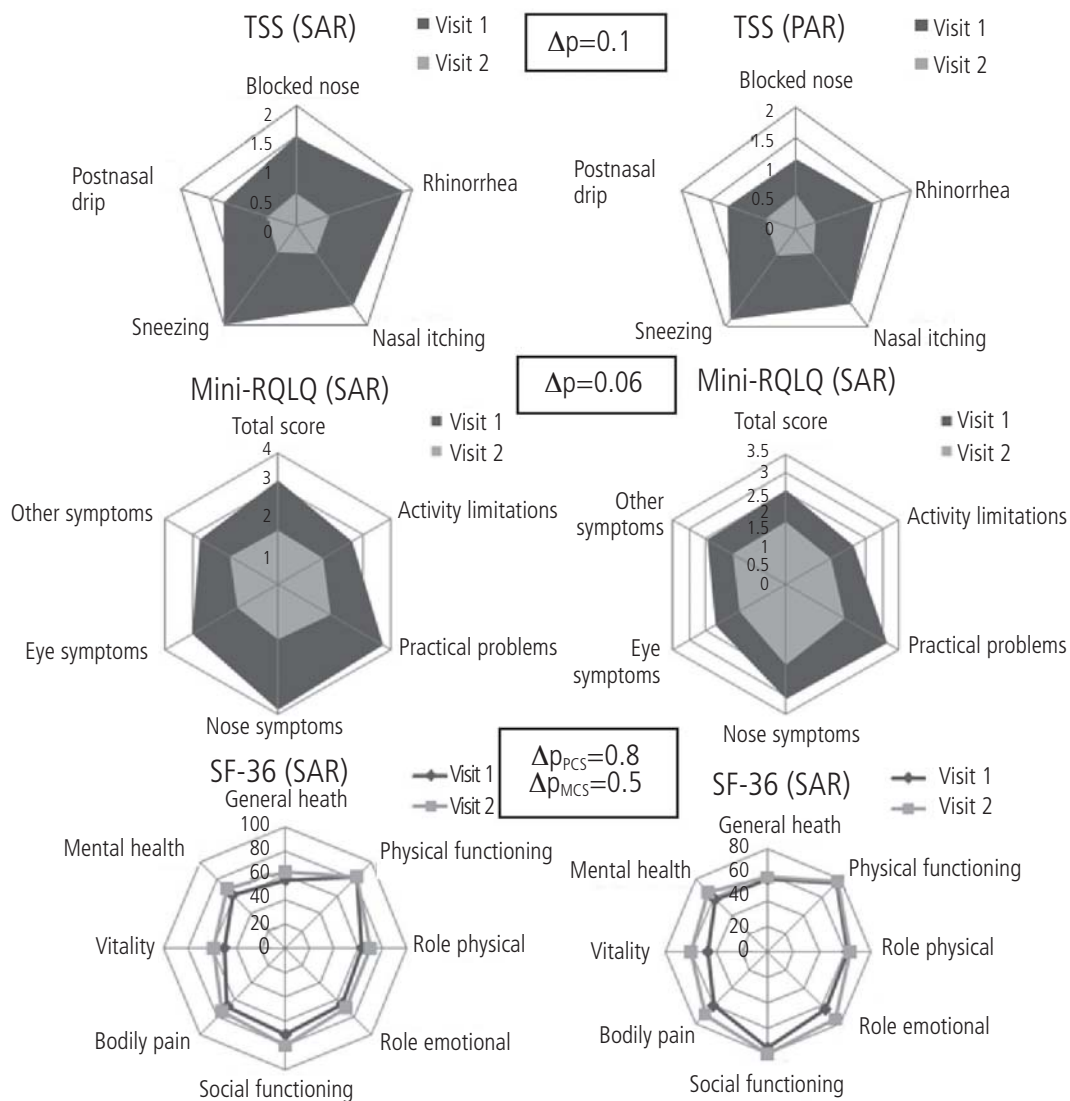 TSS (SAR)
Visit 1
Visit 2
Δp=0.1
TSS (PAR)
Visit 1
Visit 2
Blocked nose
2
1.5
1
0.5
0
Rhinorrhea
Nasal itching
Sneezing
Postnasal
drip
Blocked nose
2
1.5
1
0.5
0
Rhinorrhea
Nasal itching
Sneezing
Postnasal
drip
Mini-RQLQ (SAR)
Visit 1
Visit 2
Δp=0.06
Mini-RQLQ (SAR)
Visit 1
Visit 2
Total score
4
3
2
1
Activity limitations
Practical problems
Nose symptoms
Eye symptoms
Other symptoms
Total score
3.5
3
2.5
2
1.5
1
0.5
0
Activity limitations
Practical problems
Nose symptoms
Eye
symptoms
Other
symptoms
SF-36 (SAR)
Visit 1
Visit 2
ΔpPCS=0.8
ΔpMCS=0.5
SF-36 (SAR)
Visit 1
Visit 2
General heath
100
80
60
40
20
0
Physical functioning
Role physical
Role emotional
Social functioning
Bodily pain
Vitality
Mental health
General heath
80
60
40
20
0
Physical functioning
Role physical
Role emotional
Social functioning
Bodily pain
Vitality
Mental health